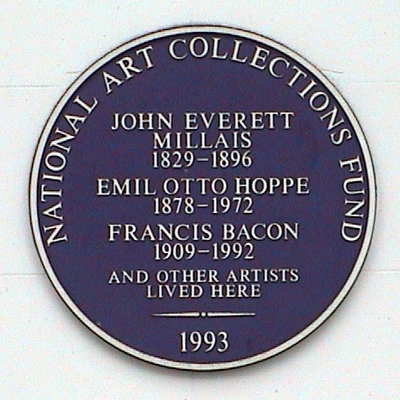 NATIONAL ART COLLECTIONS FUND
JOHN EVERETT
MILLAIS
1829–1896
EMIL OTTO HOPPE
1878–1972
FRANCIS BACON
1909–1992
AND OTHER ARTISTS
LIVED HERE
1993